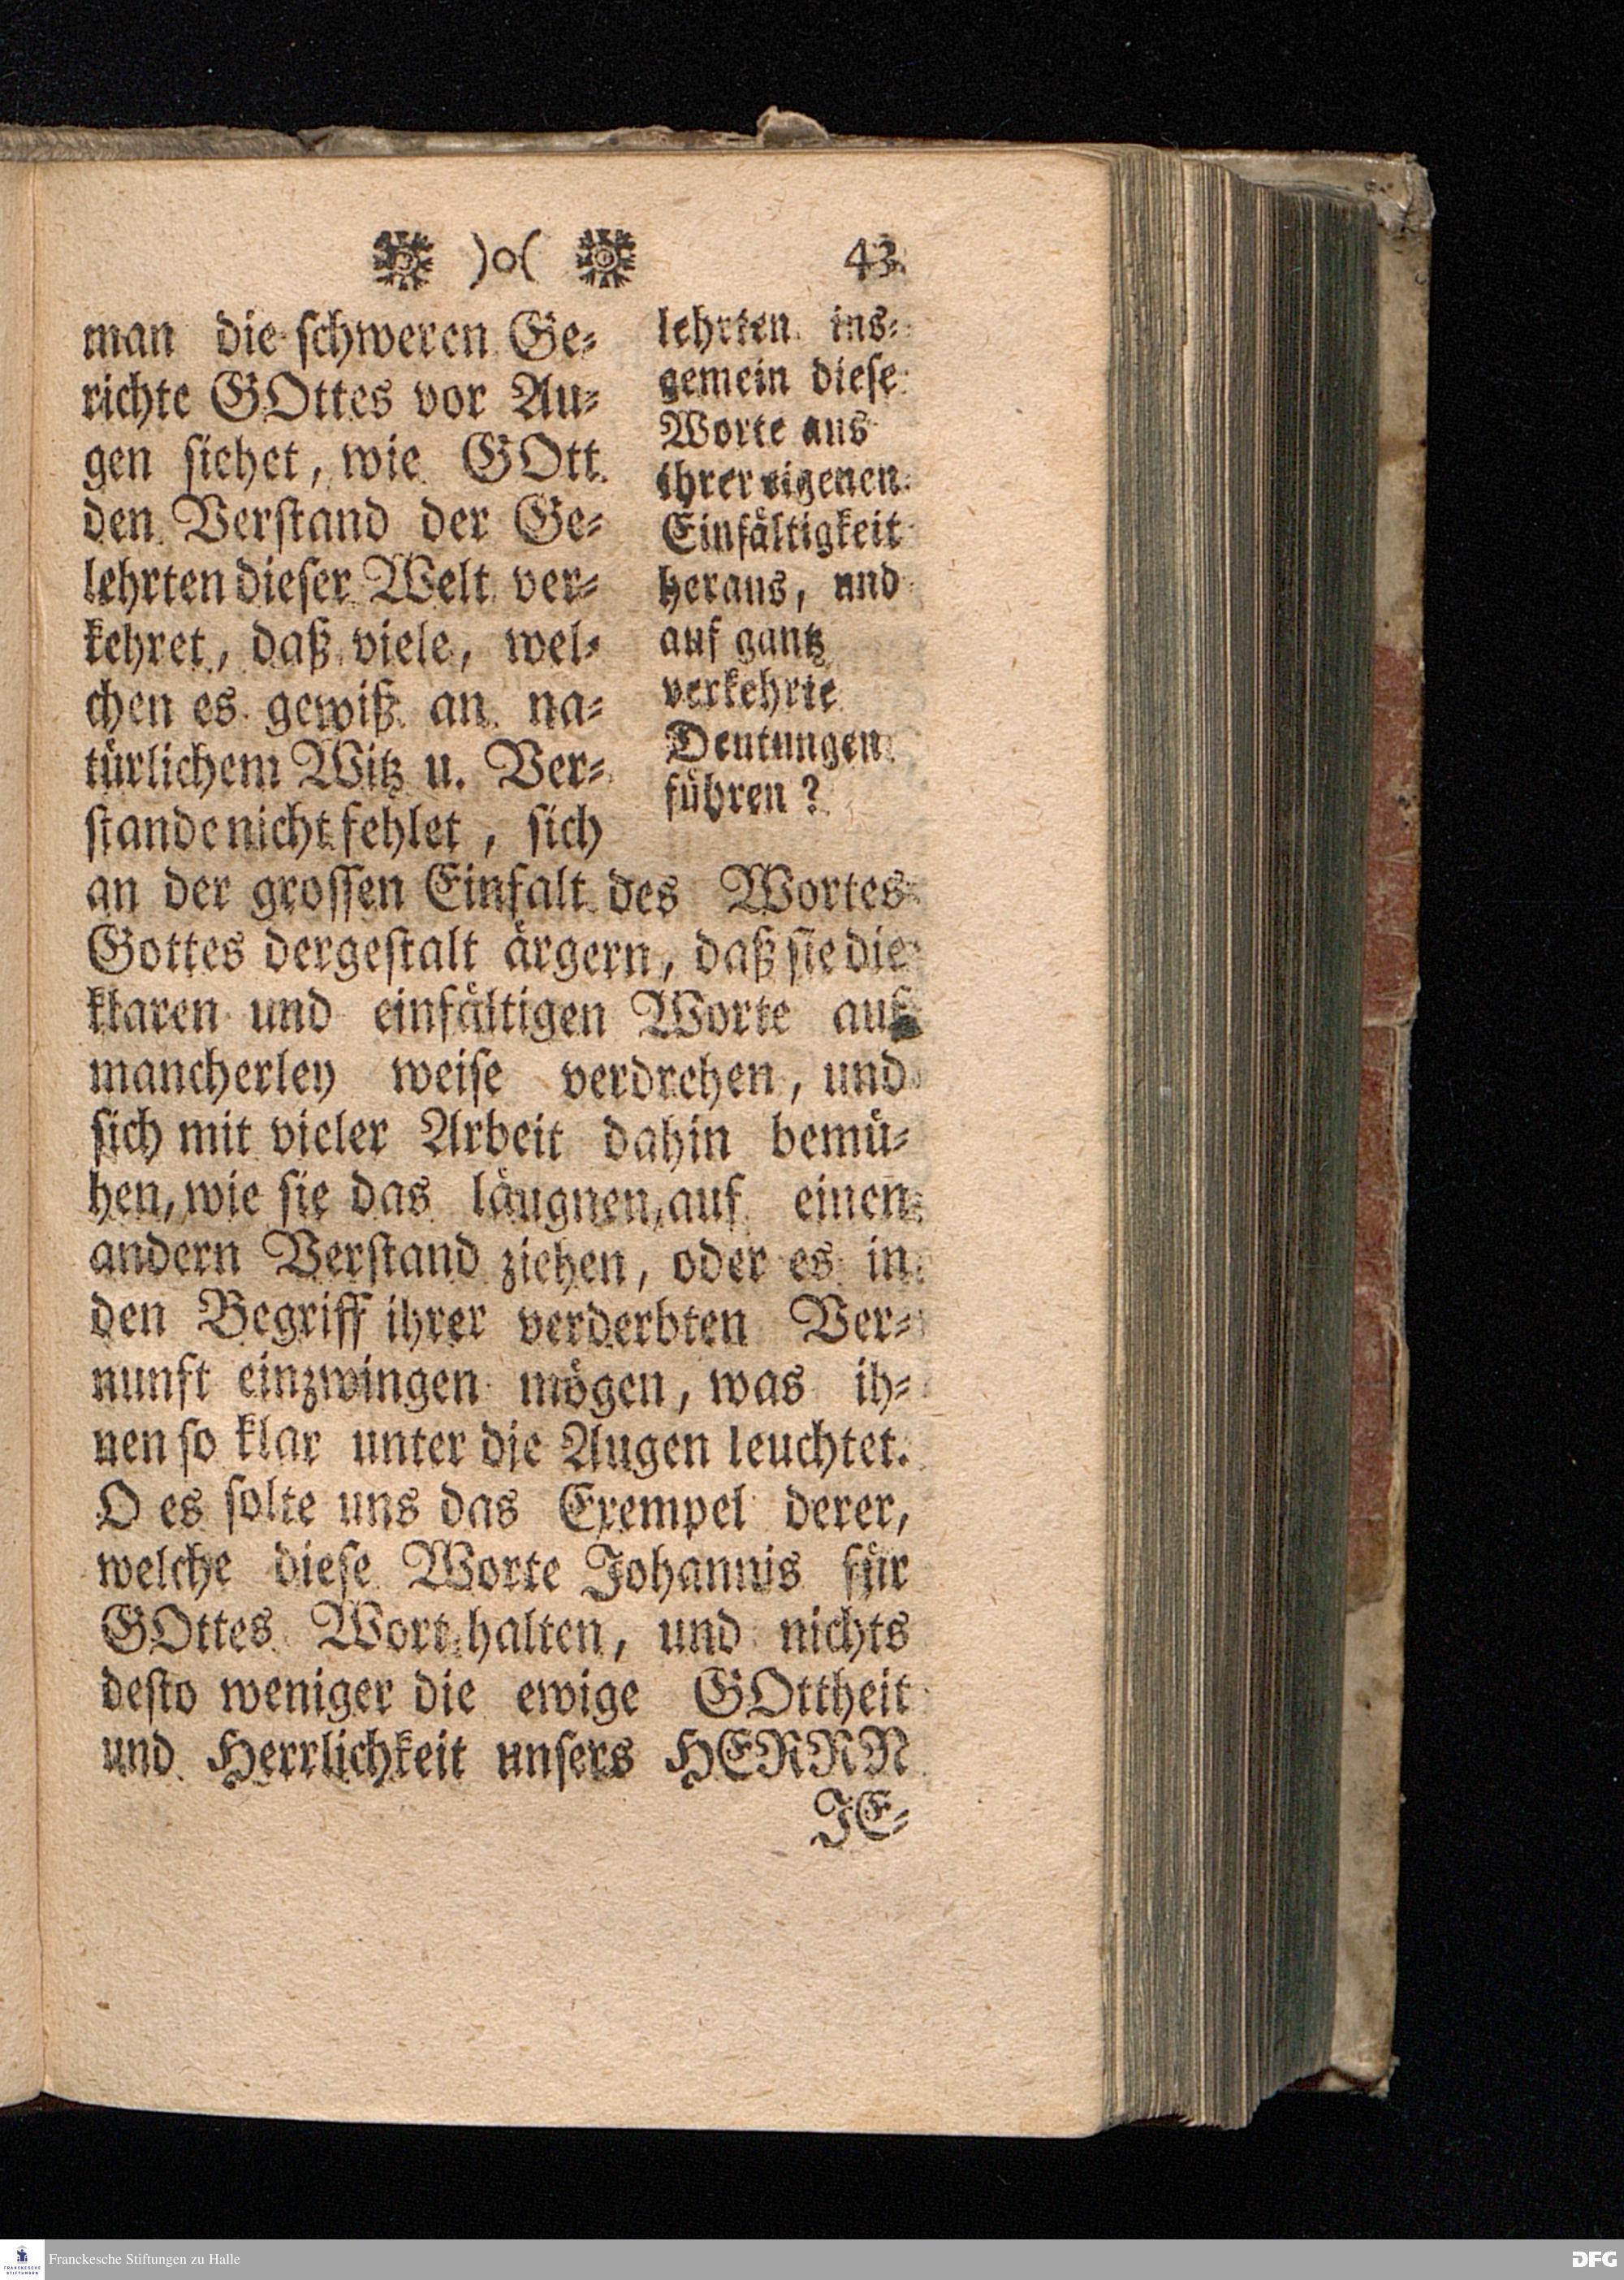 )o( 43
man die schweren Ge-
richte GOttes vor Au-
gen siehet, wie GOtt
den Verstand der Ge-
lehrten dieser Welt ver-
kehret, daß viele, wel-
chen es gewiß an na-
türlichem Witz u. Ver-
stande nicht fehlet, sich
lehrten ins-
gemein diese
Worte aus
ihrer eigenen
Einfältigkeit
heraus, und
auf gantz
verkehrte
Deutungen
führen?
an der grossen Einfalt des Wortes
Gottes dergestalt ärgern, daß sie die
klaren und einfältigen Worte auf
mancherley weise verdrehen, und
sich mit vieler Arbeit dahin bemü-
hen, wie sie das läugnen, auf einen
andern Verstand ziehen, oder es in
den Begriff ihrer verderbten Ver-
nunft einzwingen mögen, was ih-
nen so klar unter die Augen leuchtet.
O es solte uns das Exempel derer,
welche diese Worte Johannis für
GOttes Wort halten, und nichts
desto weniger die ewige GOttheit
und Herrlichkeit unsers HERRN
JE-
Franckesche Stiftungen zu Halle
DFG